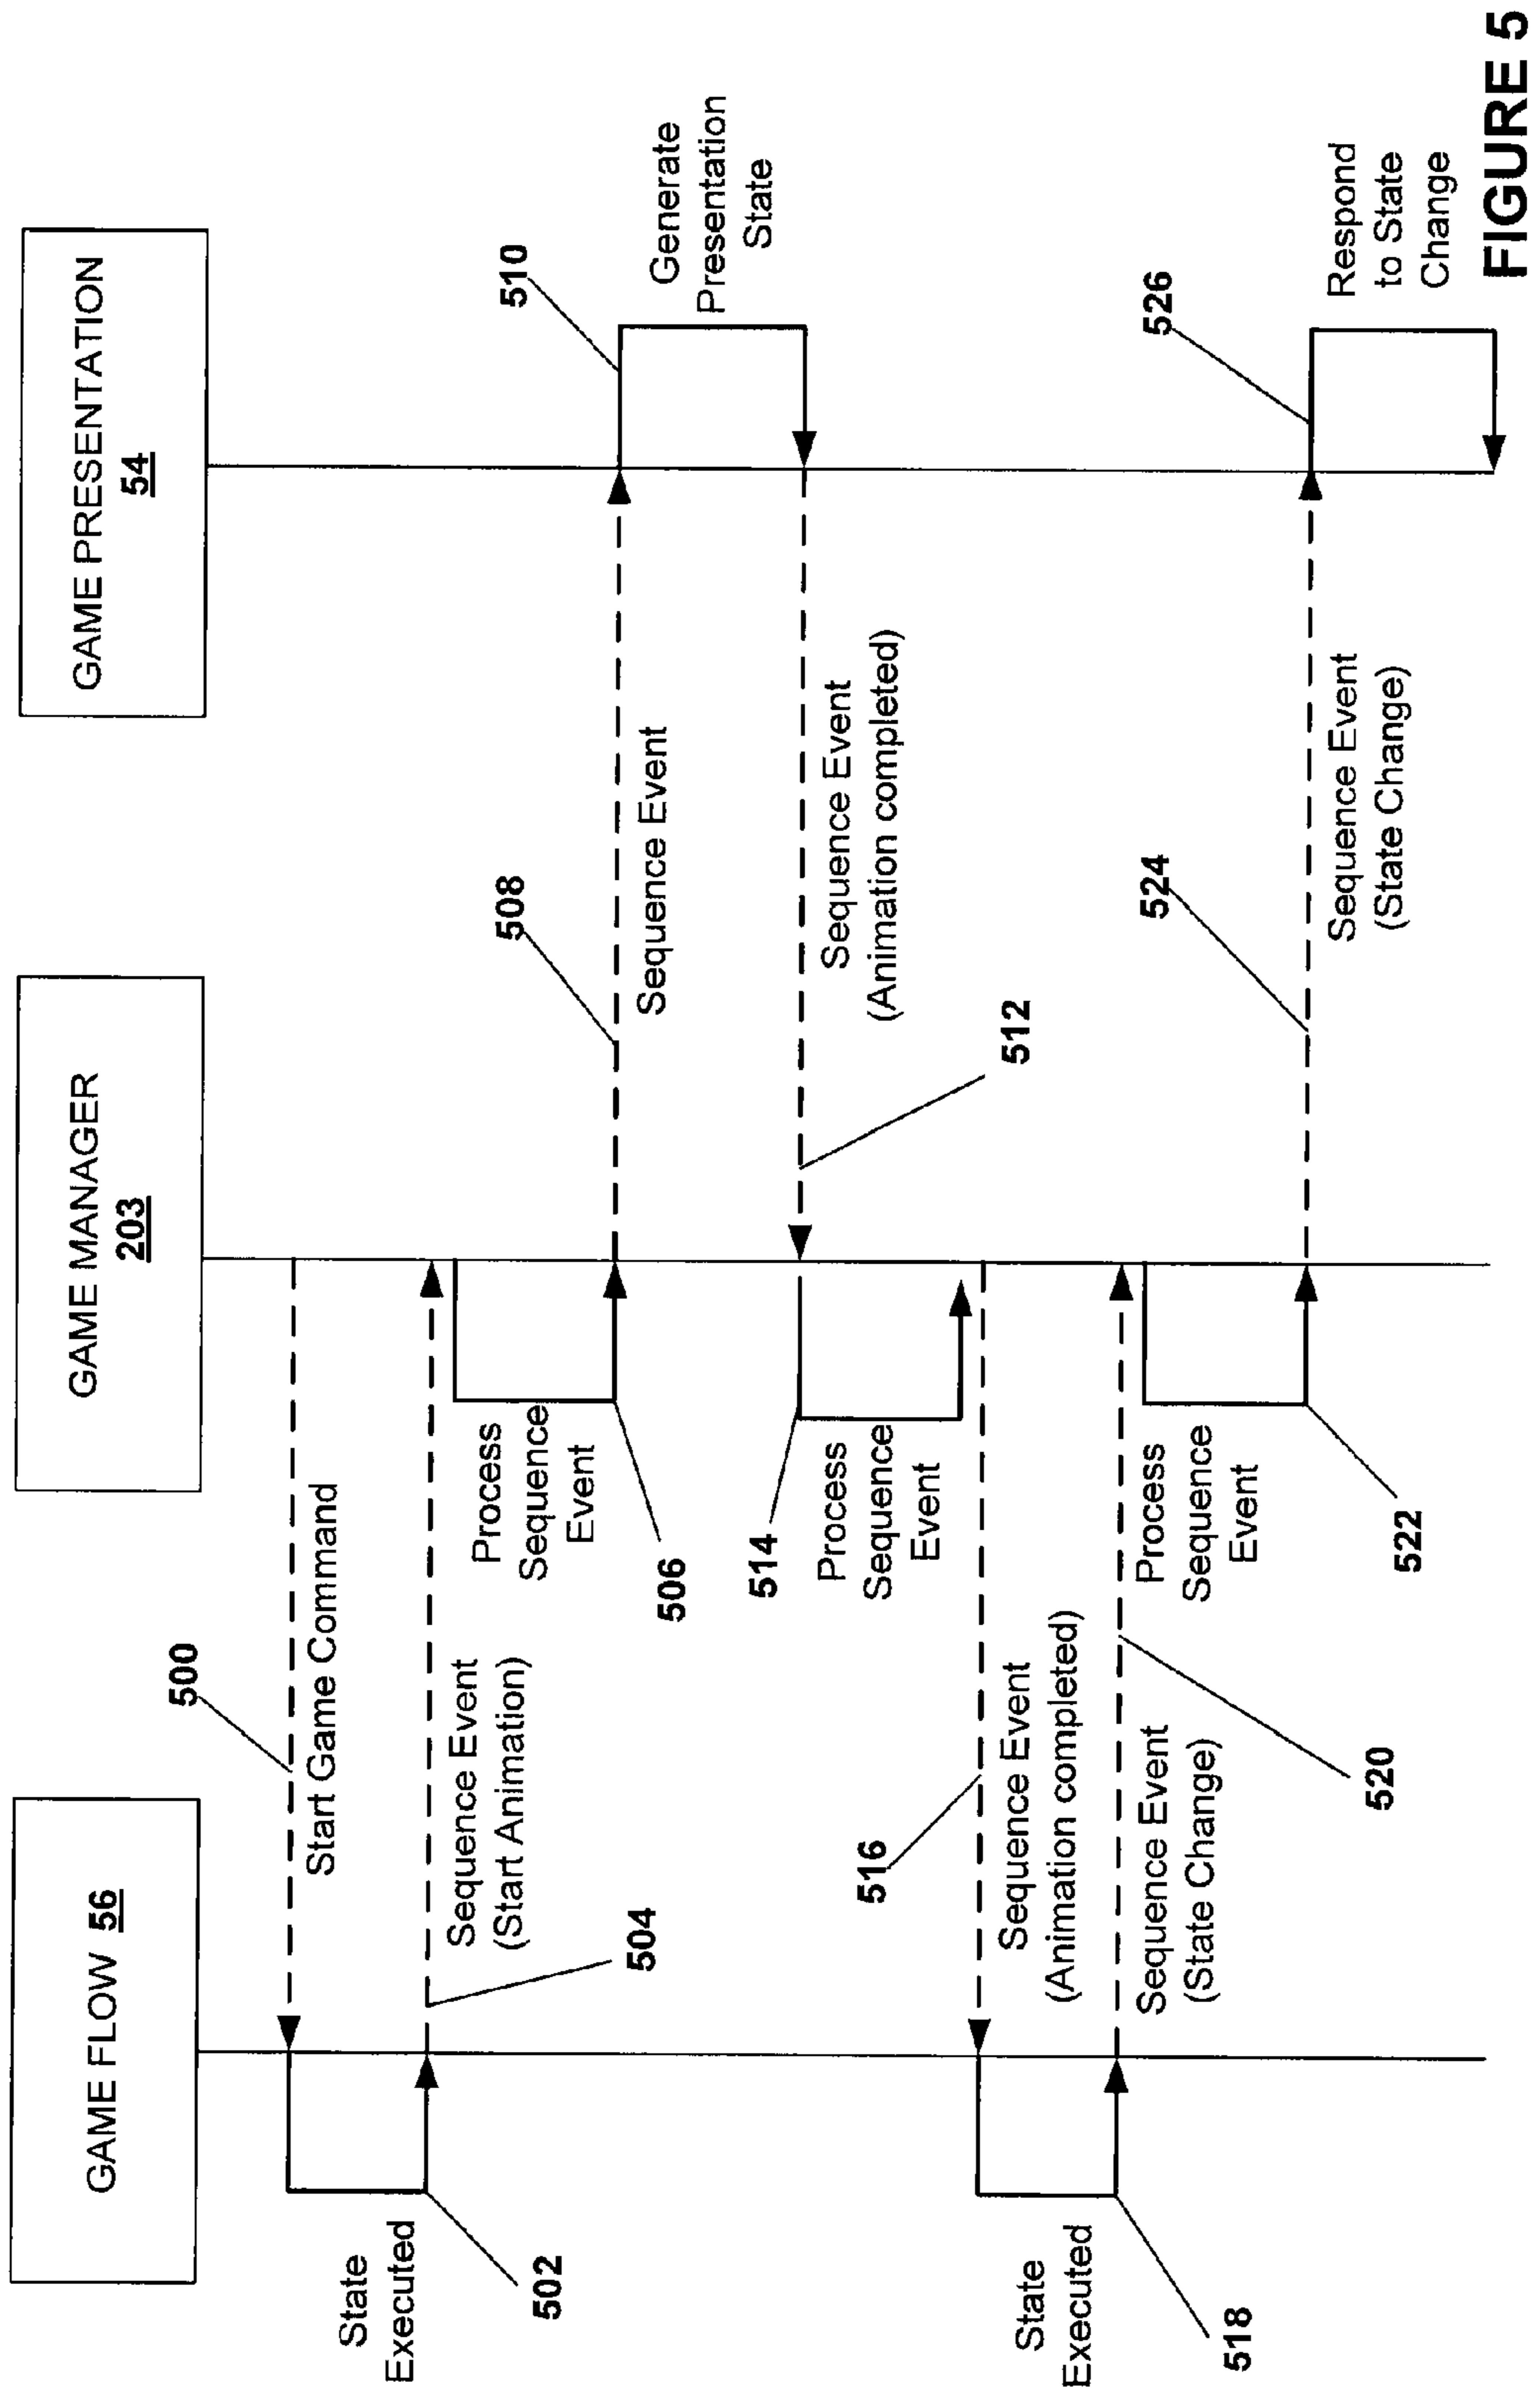 GAME FLOW 56
GAME MANAGER
203
GAME PRESENTATION
54
500
Start Game Command
State
Executed
502
Sequence Event
(Start Animation)
504
Process
Sequence
Event
506
508
Sequence Event
510
Generate
Presentation
State
Sequence Event
(Animation completed)
512
514
Process
Sequence
Event
516
Sequence Event
(Animation completed)
State
Executed
518
Sequence Event
(State Change)
520
Process
Sequence
Event
522
524
Sequence Event
(State Change)
526
Respond
to State
Change
FIGURE 5